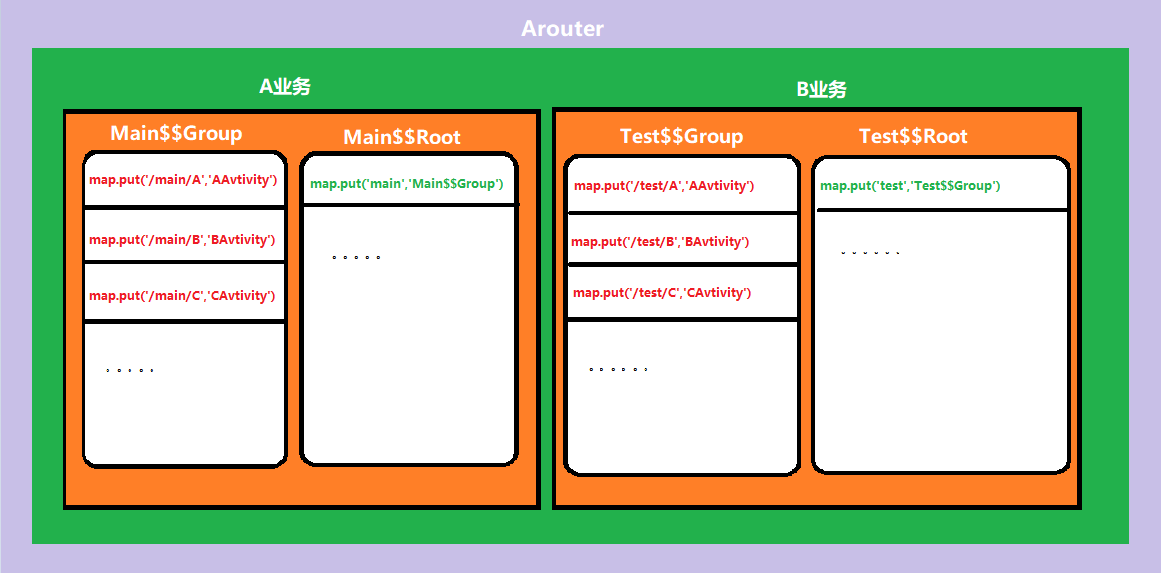 Arouter
A业务
Main$$Group
Main$$Root
map.put('/main/A','AAvtivity')
map.put('/main/B','BAvtivity')
map.put('/main/C','CAvtivity')
。。。。。
map.put('main','Main$$Group')
。。。。。
B业务
Test$$Group
Test$$Root
map.put('/test/A','AAvtivity')
map.put('/test/B','BAvtivity')
map.put('/test/C','CAvtivity')
。。。。。。
map.put('test','Test$$Group')
。。。。。、